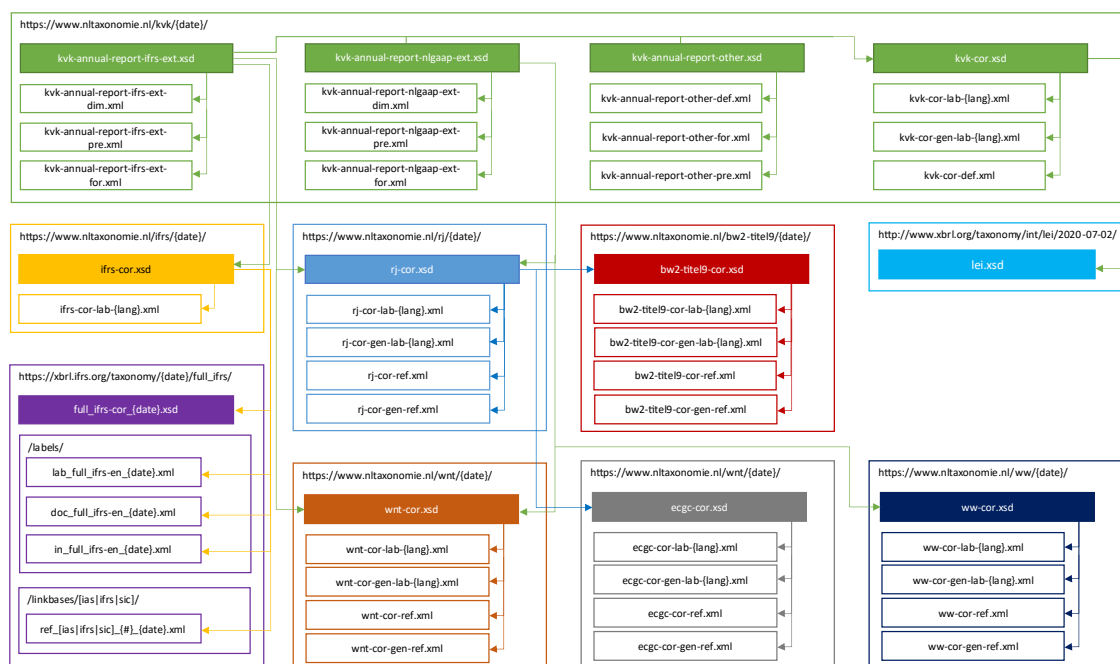 https://www.nltaxonomie.nl/kvk/{date}/
kvk-annual-report-ifrs-ext.xsd
kvk-annual-report-ifrs-ext-
dim.xml
kvk-annual-report-ifrs-ext-
pre.xml
kvk-annual-report-ifrs-ext-
for.xml
kvk-annual-report-nlgaap-ext.xsd
kvk-annual-report-nlgaap-ext-
dim.xml
kvk-annual-report-nlgaap-ext-
pre.xml
kvk-annual-report-nlgaap-ext-
for.xml
kvk-annual-report-other.xsd
kvk-annual-report-other-def.xml
kvk-annual-report-other-for.xml
kvk-annual-report-other-pre.xml
kvk-cor.xsd
kvk-cor-lab-{lang}.xml
kvk-cor-gen-lab-{lang}.xml
kvk-cor-def.xml
https://www.nltaxonomie.nl/ifrs/{date}/
ifrs-cor.xsd
ifrs-cor-lab-{lang}.xml
https://www.nltaxonomie.nl/rj/{date}/
rj-cor.xsd
rj-cor-lab-{lang}.xml
rj-cor-gen-lab-{lang}.xml
rj-cor-ref.xml
rj-cor-gen-ref.xml
https://www.nltaxonomie.nl/bw2-titel9/{date}/
bw2-titel9-cor.xsd
bw2-titel9-cor-lab-{lang}.xml
bw2-titel9-cor-gen-lab-{lang}.xml
bw2-titel9-cor-ref.xml
bw2-titel9-cor-gen-ref.xml
http://www.xbrl.org/taxonomy/int/lei/2020-07-02/
lei.xsd
https://xbrl.ifrs.org/taxonomy/{date}/full_ifrs/
full_ifrs-cor_{date}.xsd
/labels/
lab_full_ifrs-en_{date}.xml
doc_full_ifrs-en_{date}.xml
in_full_ifrs-en_{date}.xml
/linkbases/[ias|ifrs|sic]/
ref_[ias|ifrs|sic]_{#}_{date}.xml
https://www.nltaxonomie.nl/wnt/{date}/
wnt-cor.xsd
wnt-cor-lab-{lang}.xml
wnt-cor-gen-lab-{lang}.xml
wnt-cor-ref.xml
wnt-cor-gen-ref.xml
https://www.nltaxonomie.nl/wnt/{date}/
ecgc-cor.xsd
ecgc-cor-lab-{lang}.xml
ecgc-cor-gen-lab-{lang}.xml
ecgc-cor-ref.xml
ecgc-cor-gen-ref.xml
https://www.nltaxonomie.nl/ww/{date}/
ww-cor.xsd
ww-cor-lab-{lang}.xml
ww-cor-gen-lab-{lang}.xml
ww-cor-ref.xml
ww-cor-gen-ref.xml